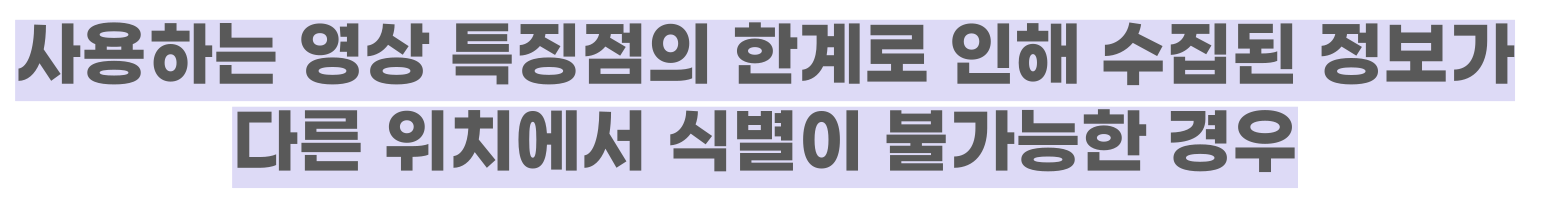 사용하는 영상 특징점의 한계로 인해 수집된 정보가
다른 위치에서 식별이 불가능한 경우